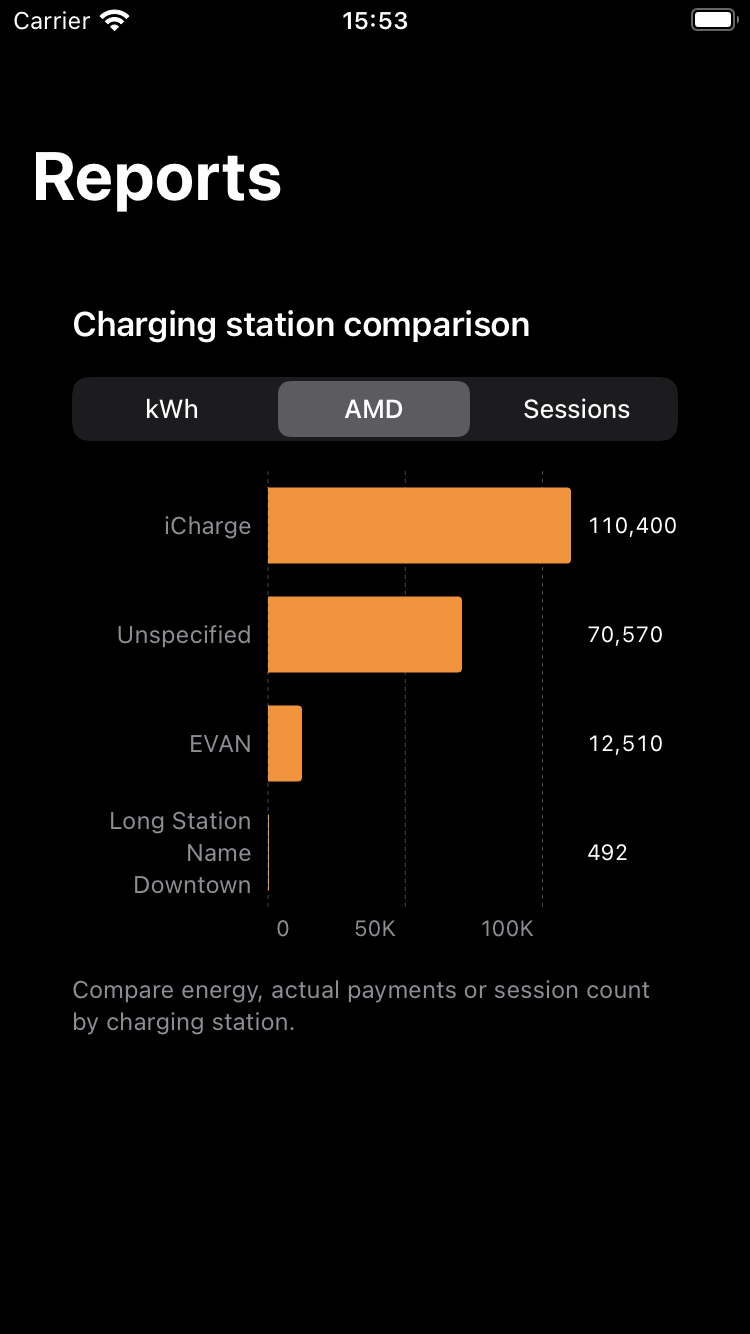 Carrier 15:53
Reports
Charging station comparison
kWh AMD Sessions
iCharge 110,400
Unspecified 70,570
EVAN 12,510
Long Station
Name 492
Downtown
0 50K 100K
Compare energy, actual payments or session count
by charging station.